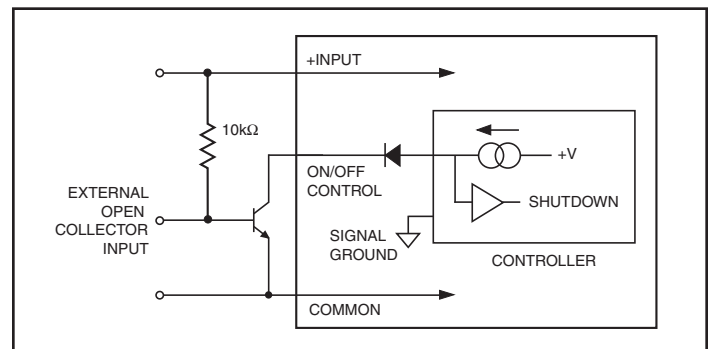 +INPUT
10kΩ
+V
ON/OFF
CONTROL
SHUTDOWN
EXTERNAL
OPEN
COLLECTOR
INPUT
SIGNAL
GROUND
CONTROLLER
COMMON